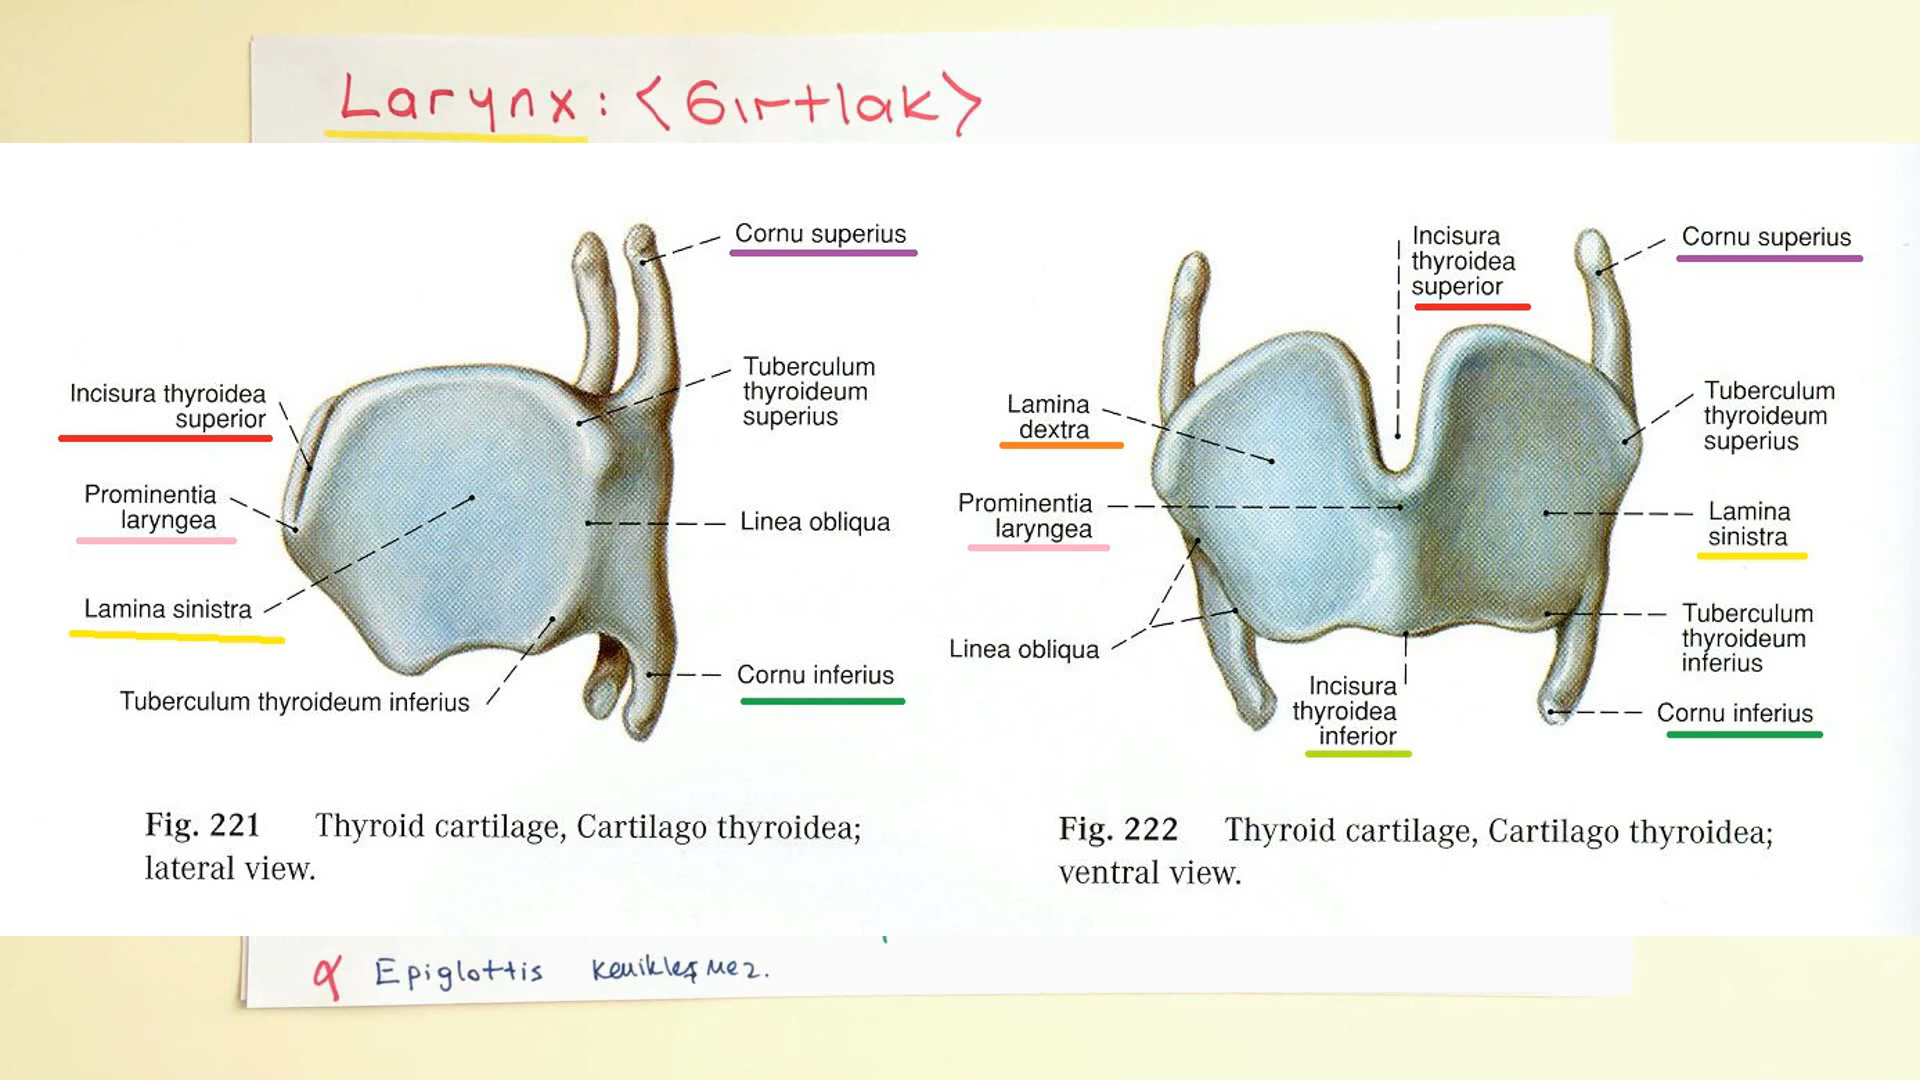 Larynx: <Gırtlak>
Cornu superius
Incisura thyroidea
superior
Tuberculum
thyroideum
superius
Prominentia
laryngea
Linea obliqua
Lamina sinistra
Cornu inferius
Tuberculum thyroideum inferius
Fig. 221 Thyroid cartilage, Cartilago thyroidea;
lateral view.
Incisura
thyroidea
superior
Cornu superius
Lamina
dextra
Tuberculum
thyroideum
superius
Prominentia
laryngea
Lamina
sinistra
Linea obliqua
Tuberculum
thyroideum
inferius
Incisura
thyroidea
inferior
Cornu inferius
Fig. 222 Thyroid cartilage, Cartilago thyroidea;
ventral view.
Epiglottis kemikleşmez.